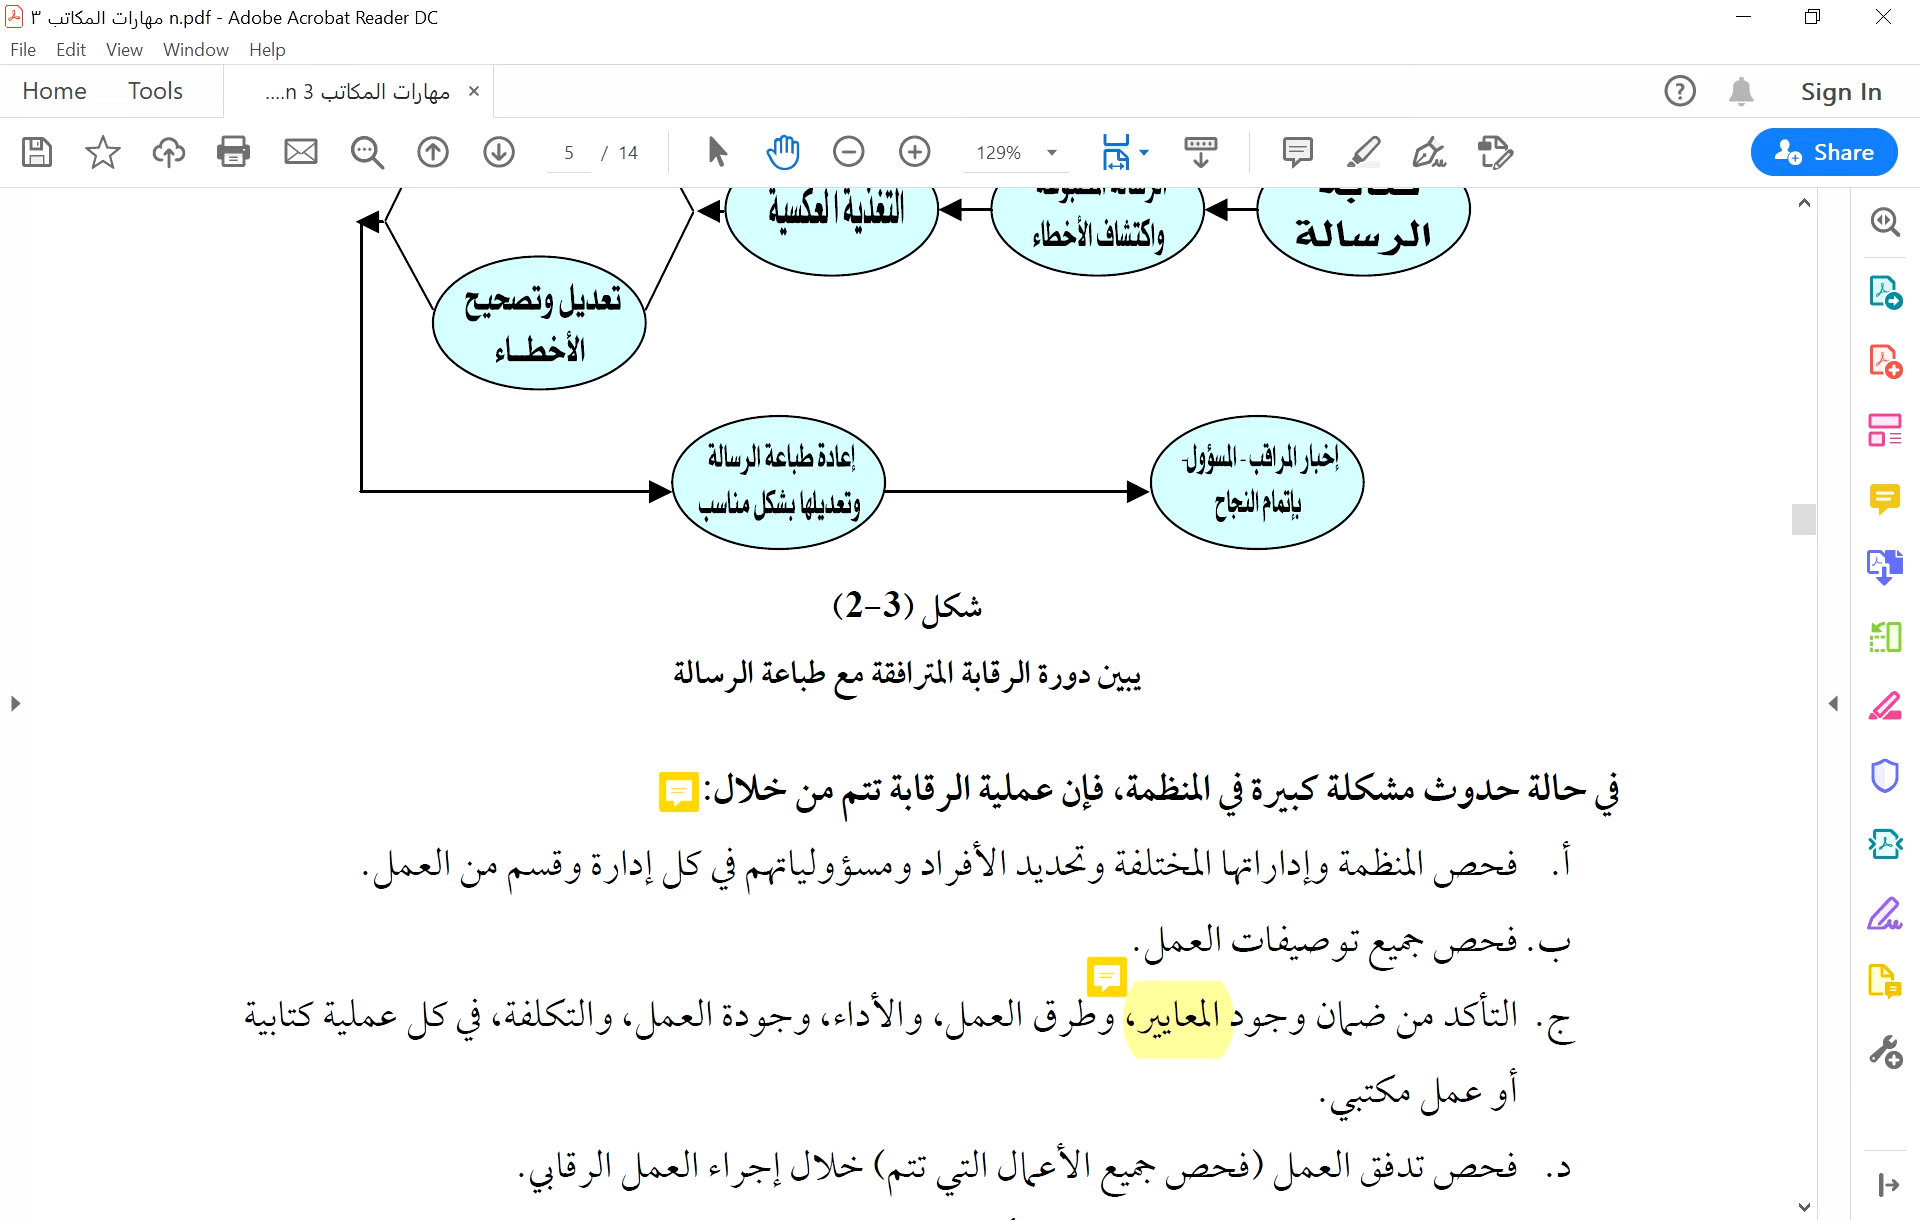 مهارات المكاتب ٣ n.pdf - Adobe Acrobat Reader DC
File Edit View Window Help
Home Tools مهارات المكاتب 3 n.... × Sign In
5 / 14 129% Share
الرسالة
واكتشاف الأخطاء
التغذية العكسية
تعديل وتصحيح
الأخطاء
إعادة طباعة الرسالة
وتعديلها بشكل مناسب
إخبار المراقب - المسؤول-
بإتمام النجاح
شكل (3-2)
يبين دورة الرقابة المترافقة مع طباعة الرسالة
في حالة حدوث مشكلة كبيرة في المنظمة، فإن عملية الرقابة تتم من خلال:
أ. فحص المنظمة وإداراتها المختلفة وتحديد الأفراد ومسؤولياتهم في كل إدارة وقسم من العمل.
ب. فحص جميع توصيفات العمل.
ج. التأكد من ضمان وجود المعايير، وطرق العمل، والأداء، وجودة العمل، والتكلفة، في كل عملية كتابية
أو عمل مكتبي.
د. فحص تدفق العمل (فحص جميع الأعمال التي تتم) خلال إجراء العمل الرقابي.